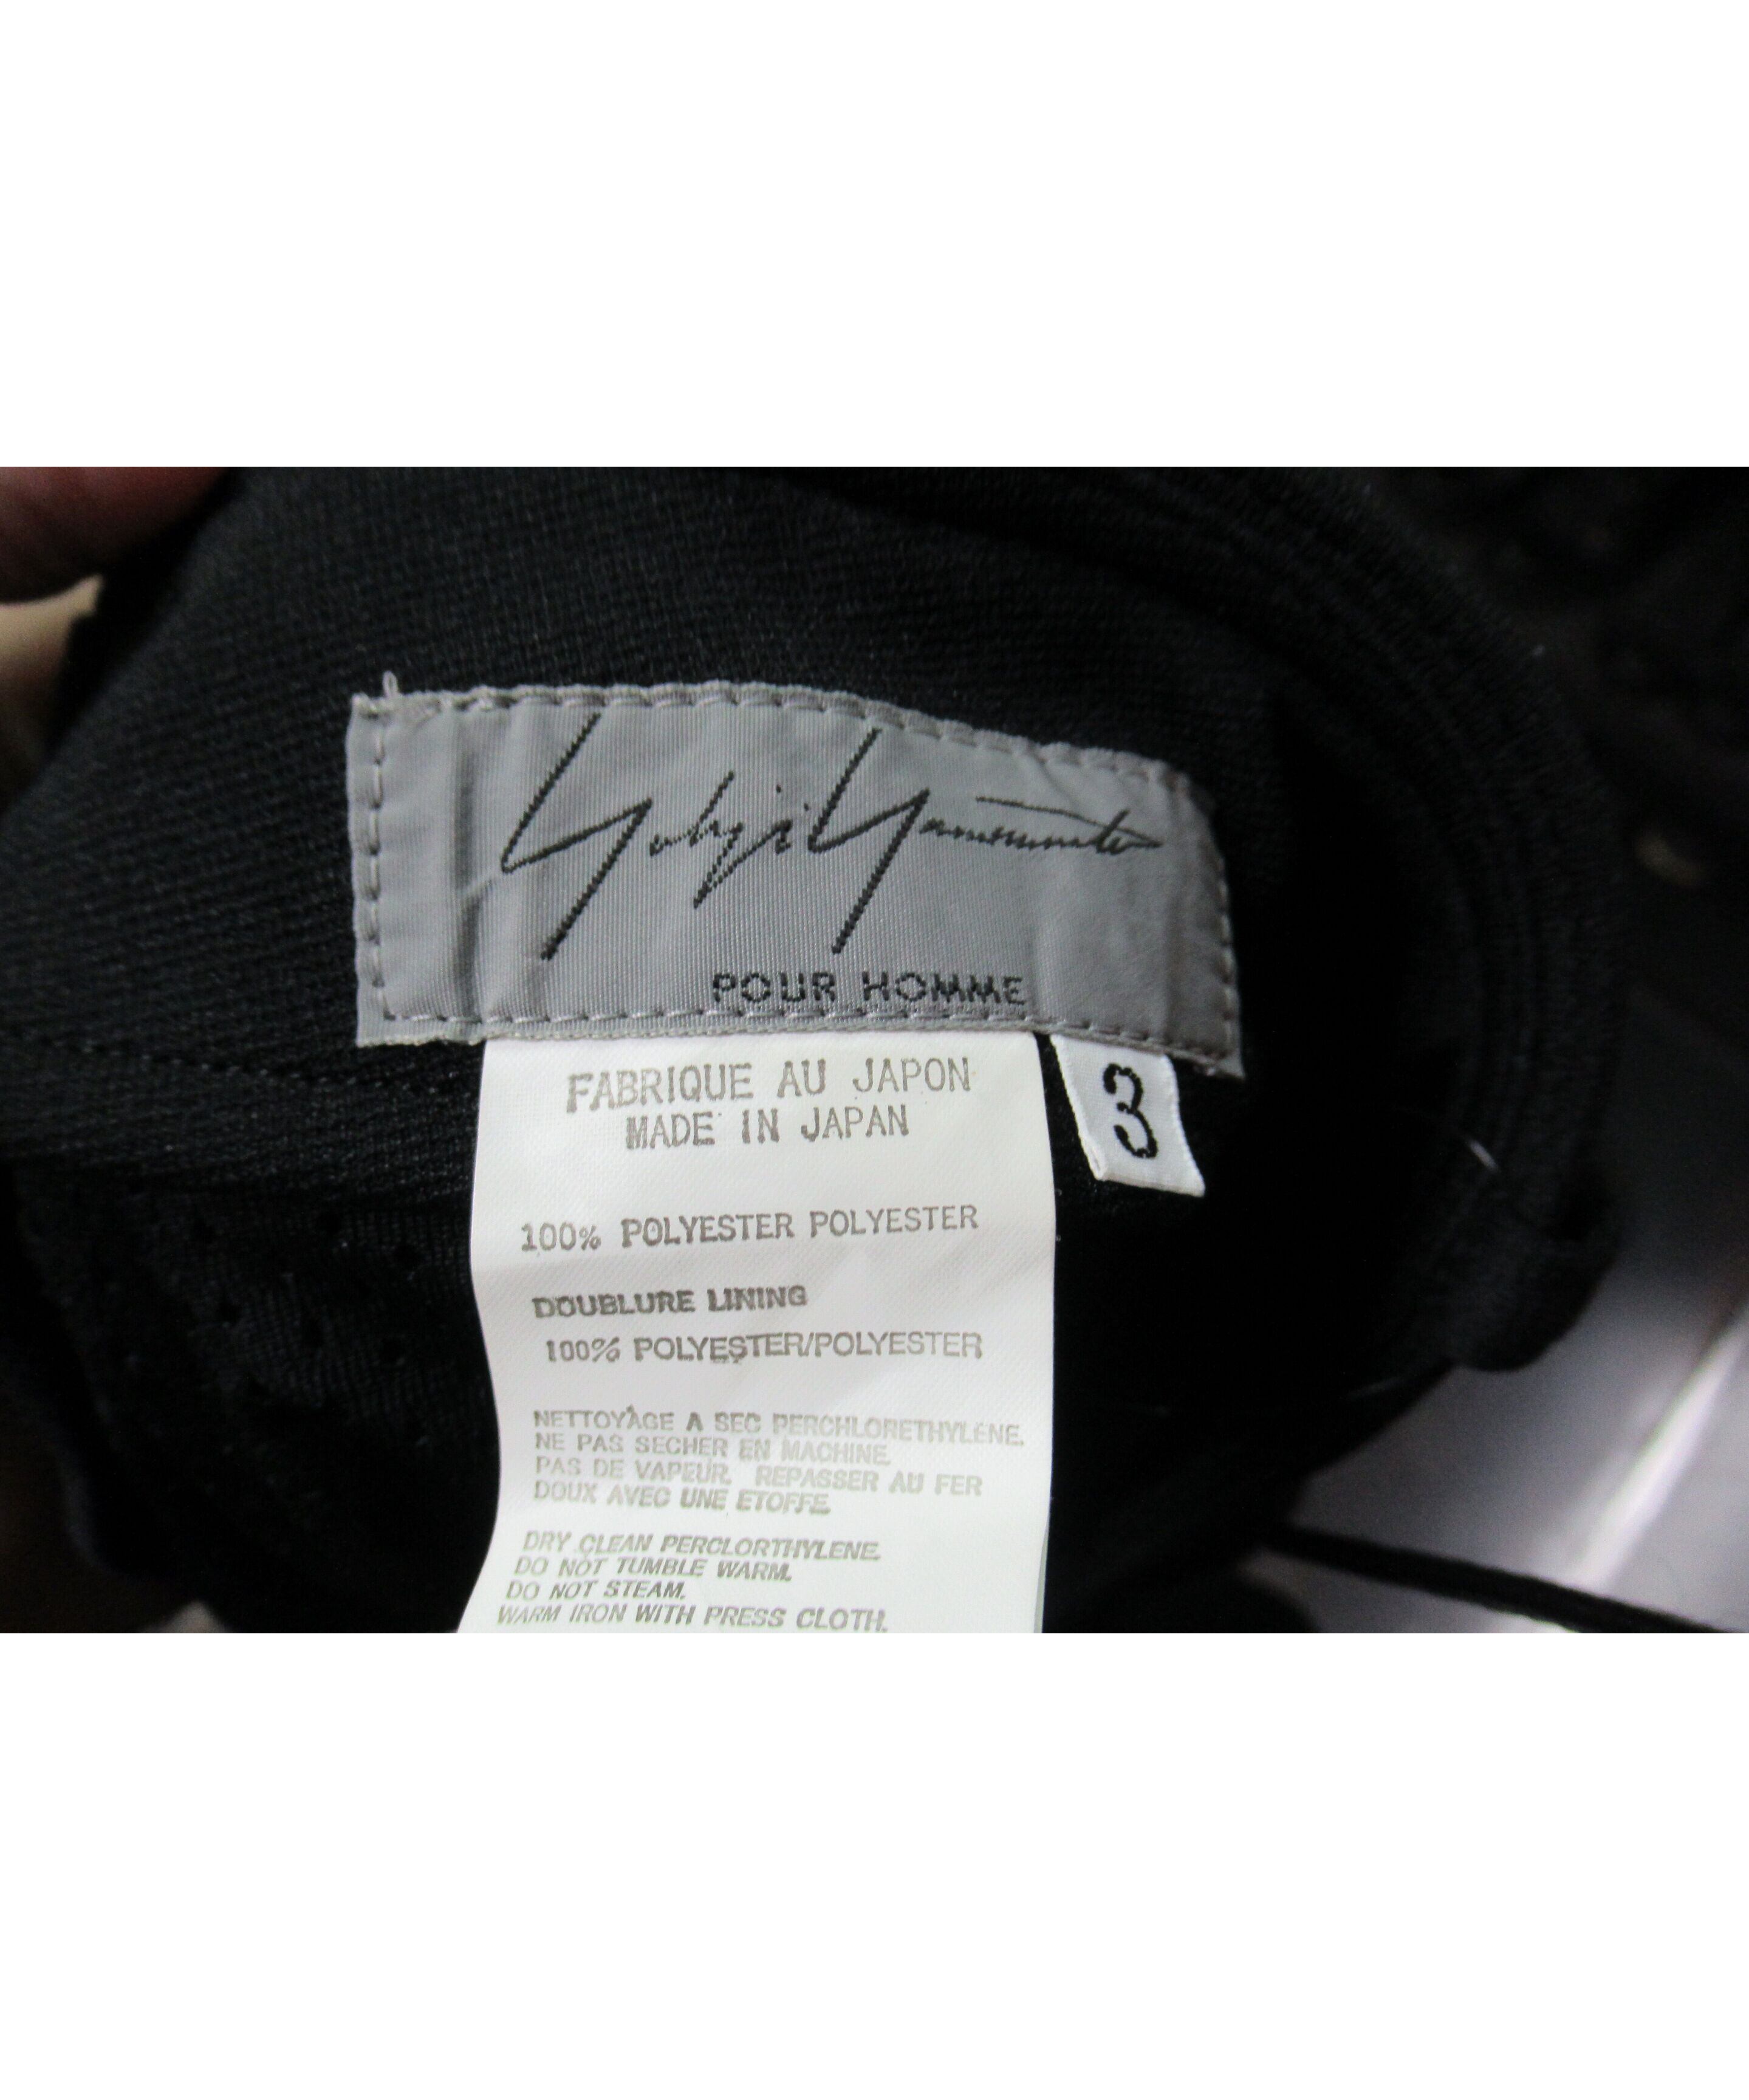 Yohji Yamamoto
POUR HOMME
3
FABRIQUE AU JAPON
MADE IN JAPAN
100% POLYESTER POLYESTER
DOUBLURE LINING
100% POLYESTER/POLYESTER
NETTOYAGE A SEC PERCHLORETHYLENE.
NE PAS SECHER EN MACHINE.
PAS DE VAPEUR. REPASSER AU FER
DOUX AVEC UNE ETOFFE.
DRY CLEAN PERCLORTHYLENE.
DO NOT TUMBLE WARM.
DO NOT STEAM.
WARM IRON WITH PRESS CLOTH.